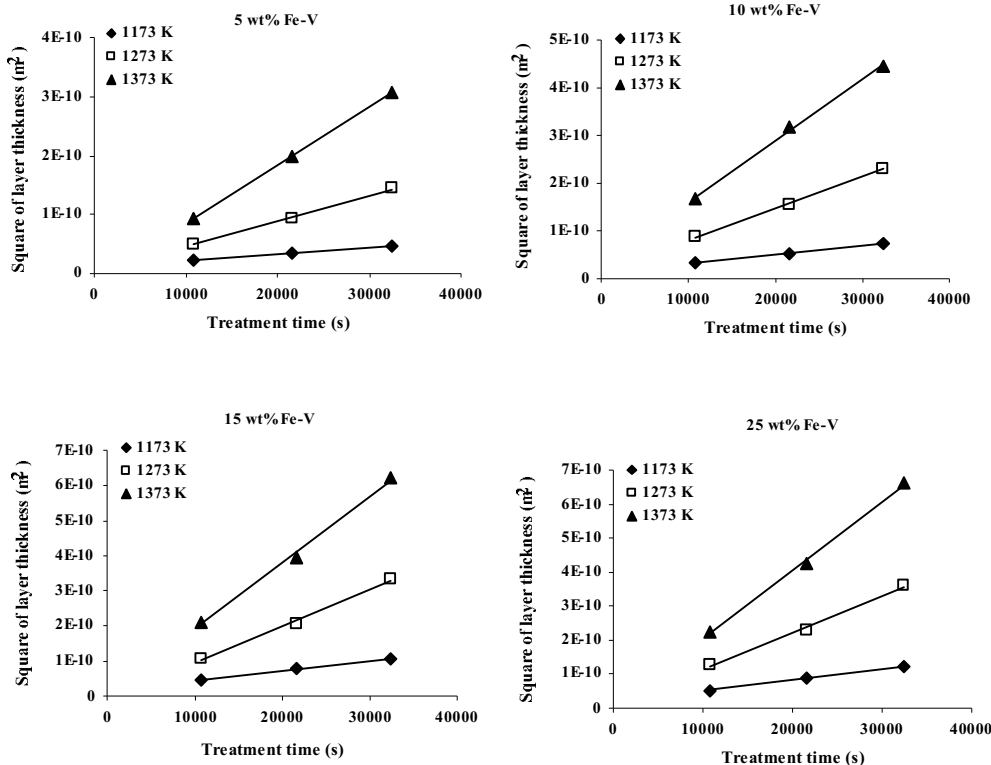 5 wt% Fe-V
1173 K
1273 K
1373 K
Square of layer thickness (m²)
4E-10
3E-10
2E-10
1E-10
0
0 10000 20000 30000 40000
Treatment time (s)
10 wt% Fe-V
1173 K
1273 K
1373 K
Square of layer thickness (m²)
5E-10
4E-10
3E-10
2E-10
1E-10
0
0 10000 20000 30000 40000
Treatment time (s)
15 wt% Fe-V
1173 K
1273 K
1373 K
Square of layer thickness (m²)
7E-10
6E-10
5E-10
4E-10
3E-10
2E-10
1E-10
0
0 10000 20000 30000 40000
Treatment time (s)
25 wt% Fe-V
1173 K
1273 K
1373 K
Square of layer thickness (m²)
7E-10
6E-10
5E-10
4E-10
3E-10
2E-10
1E-10
0
0 10000 20000 30000 40000
Treatment time (s)